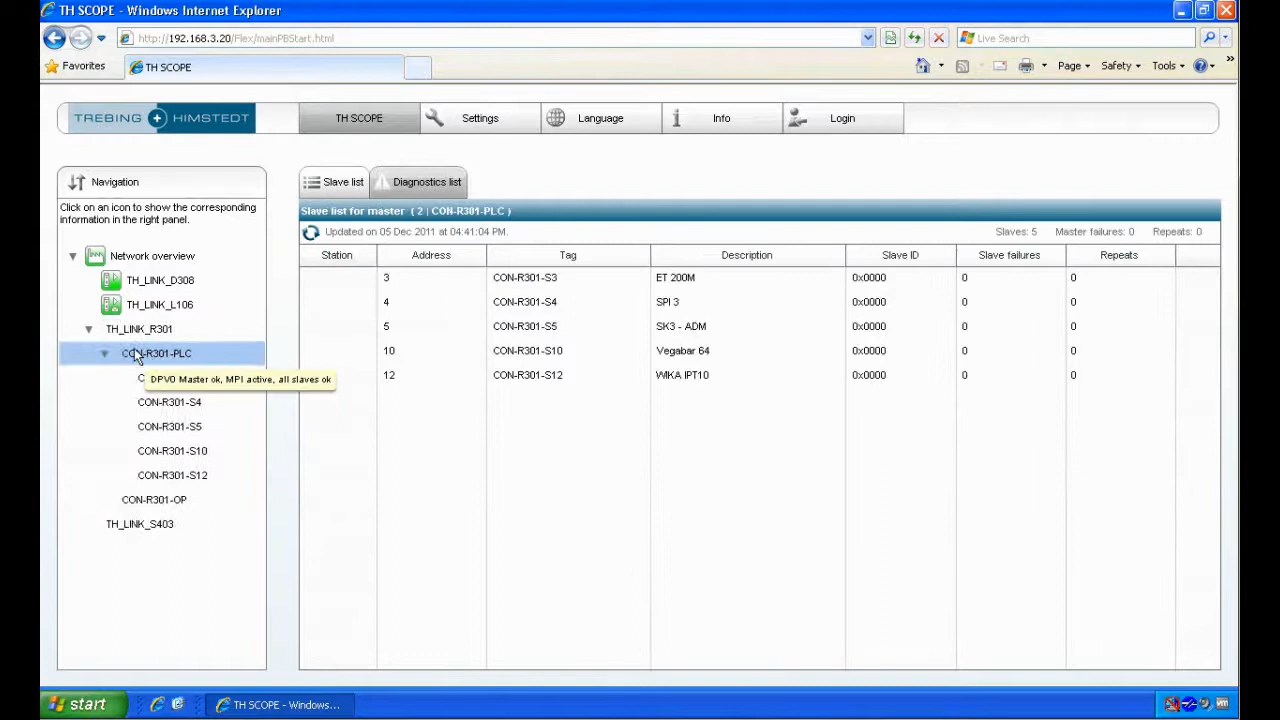 TH SCOPE - Windows Internet Explorer
http://192.168.3.20/Flex/mainPBStart.html
Live Search
Favorites
TH SCOPE
Page
Safety
Tools
TREBING + HIMSTEDT
TH SCOPE
Settings
Language
Info
Login
Navigation
Click on an icon to show the corresponding
information in the right panel.
Network overview
TH_LINK_D308
TH_LINK_L106
TH_LINK_R301
CON-R301-PLC
DPV0 Master ok, MPI active, all slaves ok
CON-R301-S4
CON-R301-S5
CON-R301-S10
CON-R301-S12
CON-R301-OP
TH_LINK_S403
Slave list
Diagnostics list
Slave list for master ( 2 | CON-R301-PLC )
Updated on 05 Dec 2011 at 04:41:04 PM. Slaves: 5 Master failures: 0 Repeats: 0
Station Address Tag Description Slave ID Slave failures Repeats
3 CON-R301-S3 ET 200M 0x0000 0 0
4 CON-R301-S4 SPI 3 0x0000 0 0
5 CON-R301-S5 SK3 - ADM 0x0000 0 0
10 CON-R301-S10 Vegabar 64 0x0000 0 0
12 CON-R301-S12 WIKA IPT10 0x0000 0 0
start
TH SCOPE - Windows...